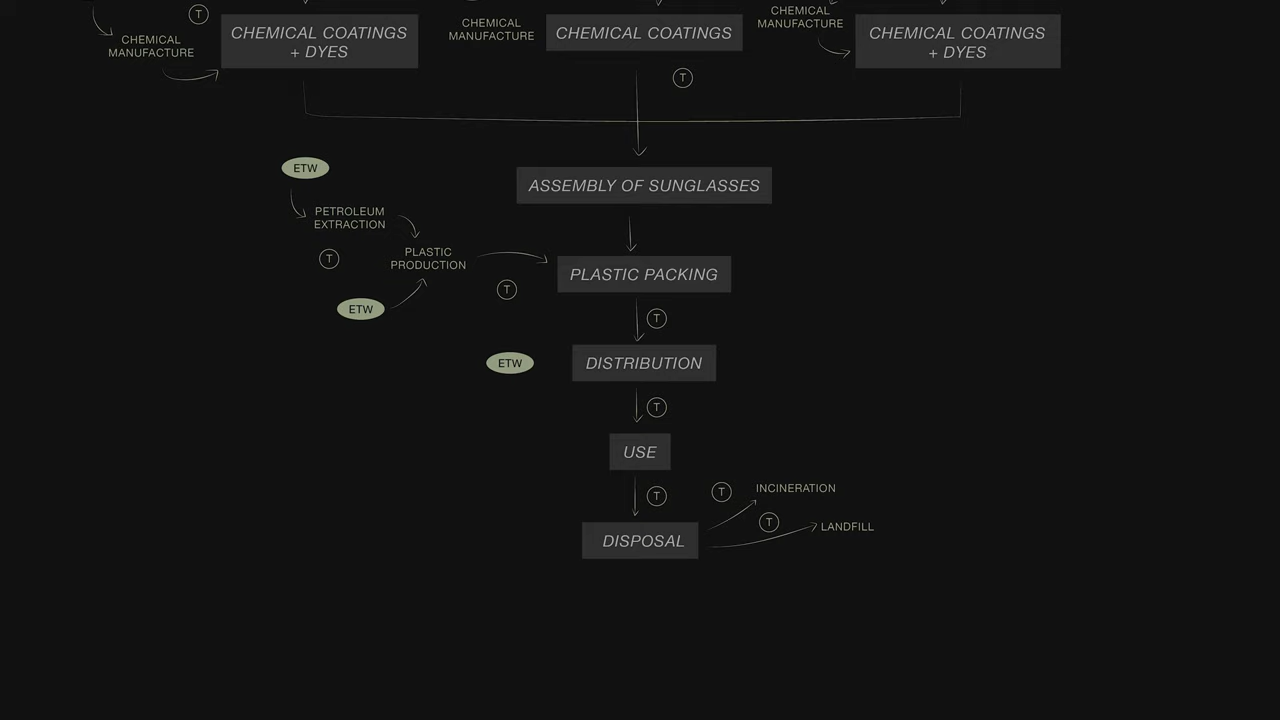 T
CHEMICAL
MANUFACTURE
CHEMICAL COATINGS
+ DYES
CHEMICAL
MANUFACTURE
CHEMICAL COATINGS
T
CHEMICAL
MANUFACTURE
CHEMICAL COATINGS
+ DYES
ASSEMBLY OF SUNGLASSES
ETW
PETROLEUM
EXTRACTION
T
PLASTIC
PRODUCTION
ETW
T
PLASTIC PACKING
T
ETW
DISTRIBUTION
T
USE
T
DISPOSAL
T
INCINERATION
T
LANDFILL